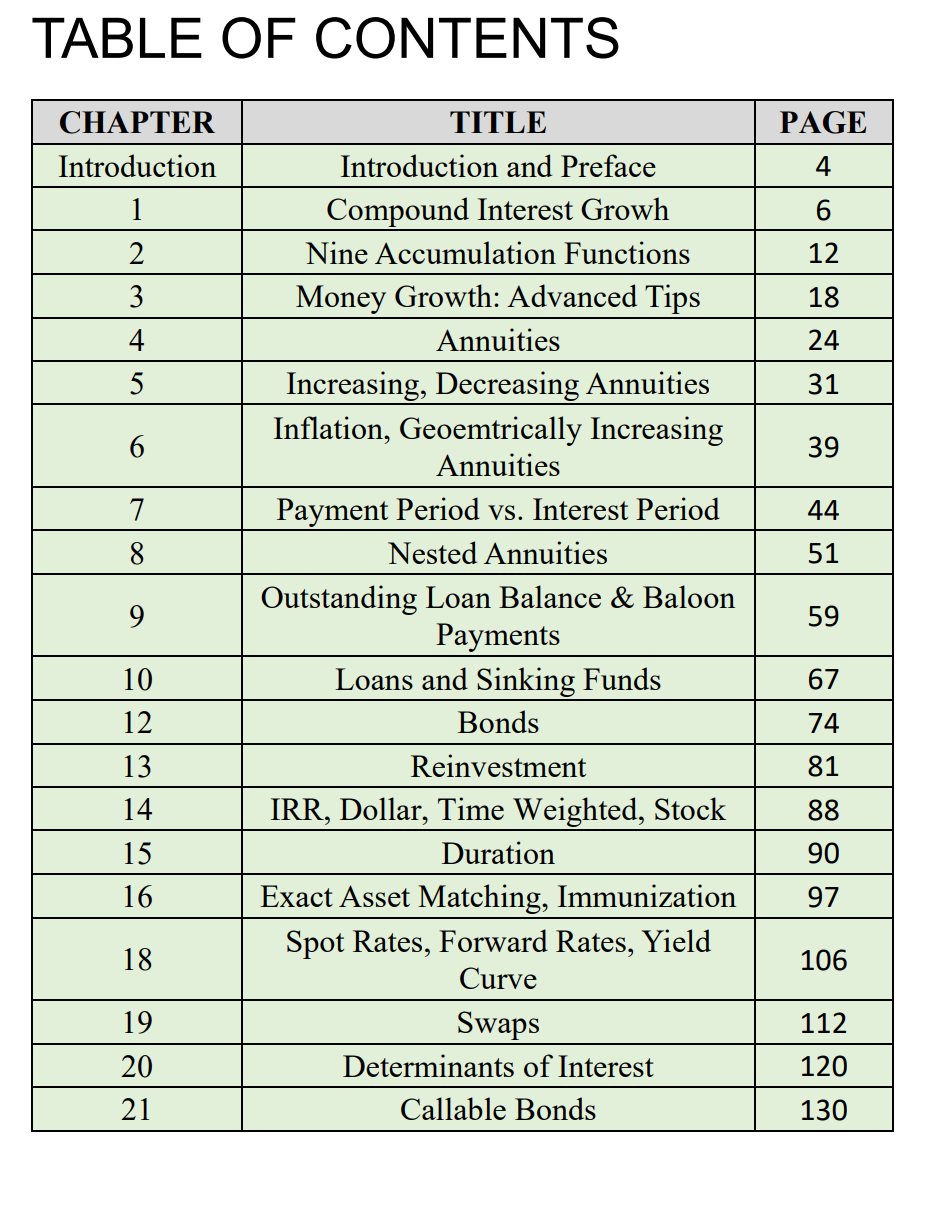 TABLE OF CONTENTS
CHAPTER TITLE PAGE
Introduction Introduction and Preface 4
1 Compound Interest Growh 6
2 Nine Accumulation Functions 12
3 Money Growth: Advanced Tips 18
4 Annuities 24
5 Increasing, Decreasing Annuities 31
6 Inflation, Geoemtrically Increasing 39
Annuities
7 Payment Period vs. Interest Period 44
8 Nested Annuities 51
9 Outstanding Loan Balance & Baloon 59
Payments
10 Loans and Sinking Funds 67
12 Bonds 74
13 Reinvestment 81
14 IRR, Dollar, Time Weighted, Stock 88
15 Duration 90
16 Exact Asset Matching, Immunization 97
18 Spot Rates, Forward Rates, Yield 106
Curve
19 Swaps 112
20 Determinants of Interest 120
21 Callable Bonds 130